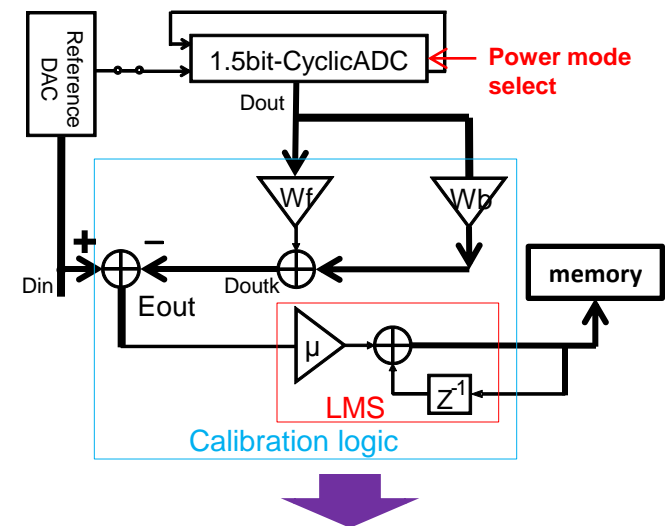 Reference
DAC
1.5bit-CyclicADC
Power mode
select
Dout
Wf
Wb
+
−
Din
Doutk
Eout
memory
μ
Z-1
LMS
Calibration logic